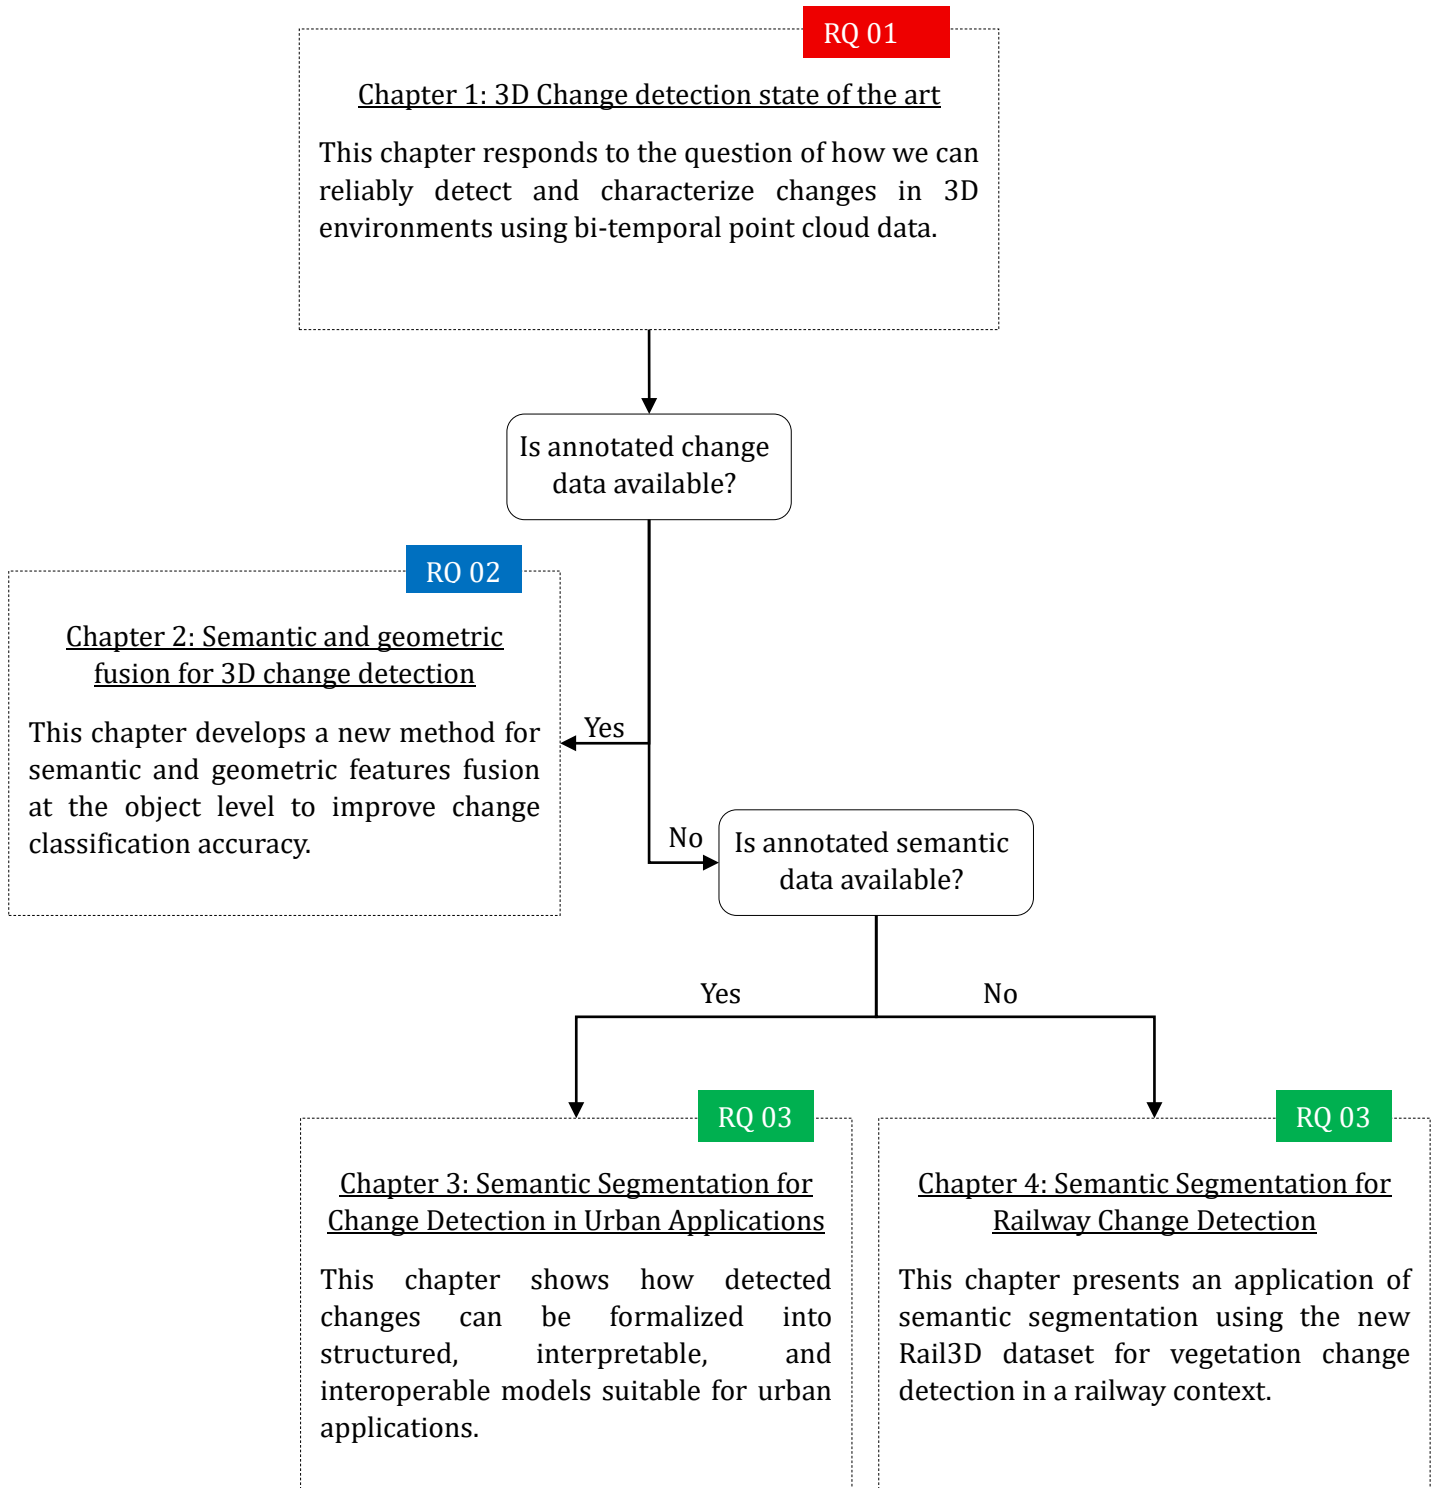 RQ 01
Chapter 1: 3D Change detection state of the art
This chapter responds to the question of how we can
reliably detect and characterize changes in 3D
environments using bi-temporal point cloud data.
Is annotated change
data available?
RO 02
Chapter 2: Semantic and geometric
fusion for 3D change detection
This chapter develops a new method for
semantic and geometric features fusion
at the object level to improve change
classification accuracy.
Yes
No
Is annotated semantic
data available?
Yes
No
RQ 03
Chapter 3: Semantic Segmentation for
Change Detection in Urban Applications
This chapter shows how detected
changes can be formalized into
structured, interpretable, and
interoperable models suitable for urban
applications.
RQ 03
Chapter 4: Semantic Segmentation for
Railway Change Detection
This chapter presents an application of
semantic segmentation using the new
Rail3D dataset for vegetation change
detection in a railway context.